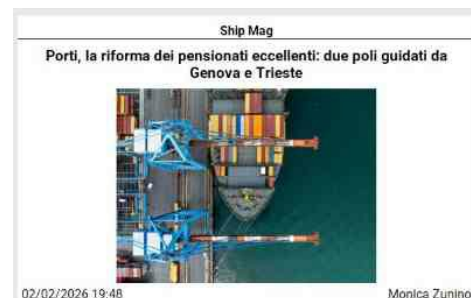 Ship Mag
Porti, la riforma dei pensionati eccellenti: due poli guidati da
Genova e Trieste
02/02/2026 19:48
Monica Zunino